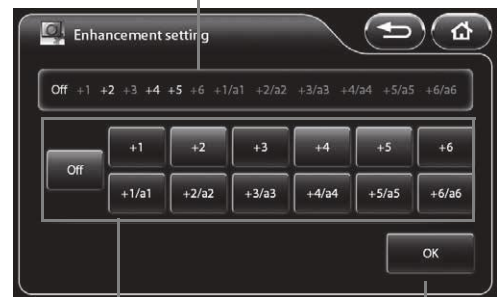 Enhancement setting
Off +1 +2 +3 +4 +5 +6 +1/a1 +2/a2 +3/a3 +4/a4 +5/a5 +6/a6
+1 +2 +3 +4 +5 +6
Off
+1/a1 +2/a2 +3/a3 +4/a4 +5/a5 +6/a6
OK